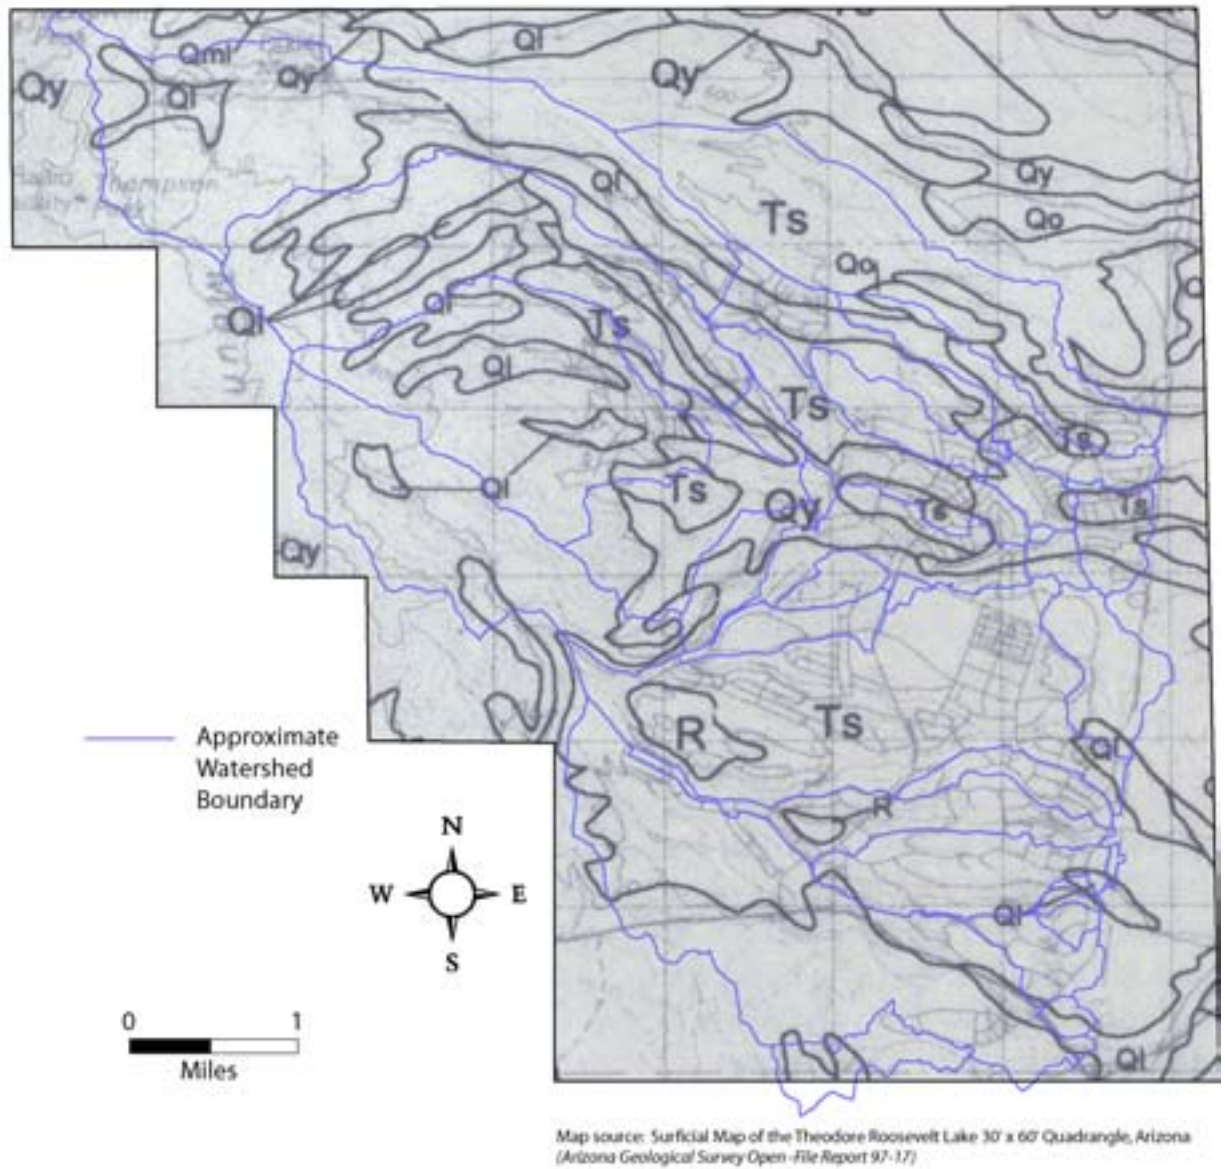 Ts
Ql
Qml
Qy
Qy
Qy
Ql
Thompson
Qy
Ql
Ts
Qo
Qo
Ql
Ql
Ts
Ql
Ts
Ts
Ql
Ts
Qy
Ts
Ts
Qy
R
Ts
Ql
R
Ql
Ql
Approximate
Watershed
Boundary
N
W E
S
0 1
Miles
Map source: Surficial Map of the Theodore Roosevelt Lake 30' x 60' Quadrangle, Arizona
(Arizona Geological Survey Open-File Report 97-17)